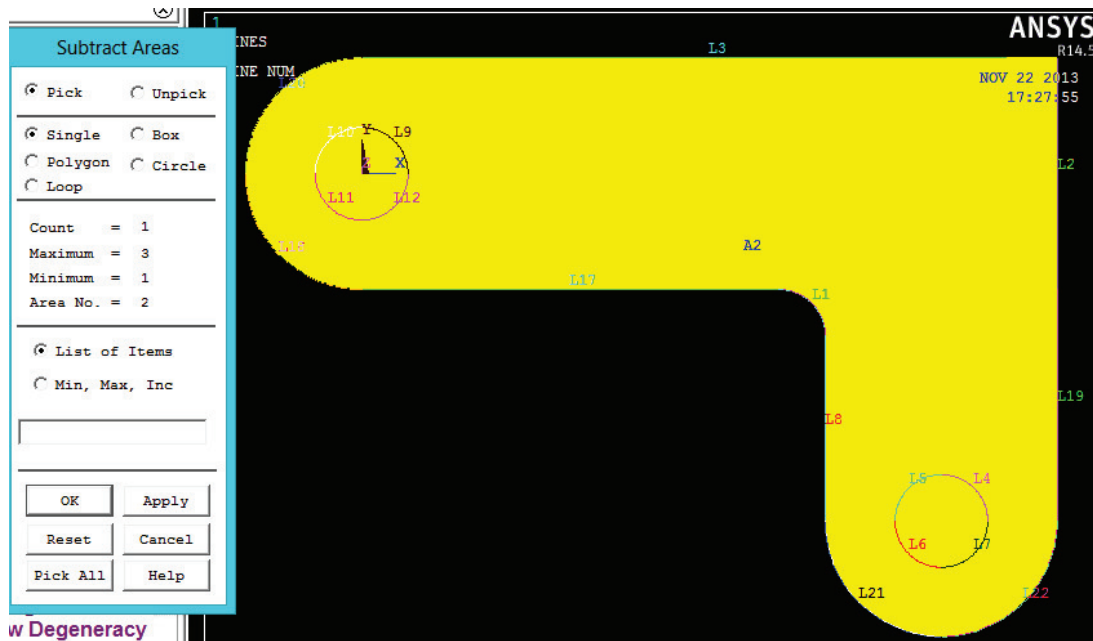 Subtract Areas
Pick
Unpick
Single
Box
Polygon
Circle
Loop
Count = 1
Maximum = 3
Minimum = 1
Area No. = 2
List of Items
Min, Max, Inc
OK
Apply
Reset
Cancel
Pick All
Help
w Degeneracy
1
INES
INE NUM
ANSYS
R14.5
NOV 22 2013
17:27:55
L3
L20
L10
Y
L9
Z
X
L2
L11
L12
L18
A2
L17
L1
L19
L8
L5
L4
L6
L7
L21
L22